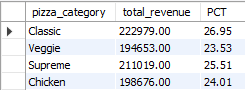 pizza_category total_revenue PCT
Classic 222979.00 26.95
Veggie 194653.00 23.53
Supreme 211019.00 25.51
Chicken 198676.00 24.01